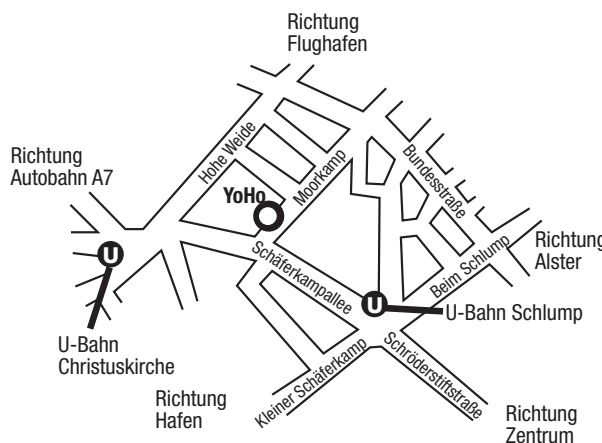 Richtung
Flughafen
Richtung
Autobahn A7
Hohe Weide
Moorkamp
Bundesstraße
YoHo
U
Schäferkampallee
Beim Schlump
Richtung
Alster
U
U-Bahn Schlump
U-Bahn
Christuskirche
Kleiner Schäferkamp
Schröderstiftstraße
Richtung
Hafen
Richtung
Zentrum